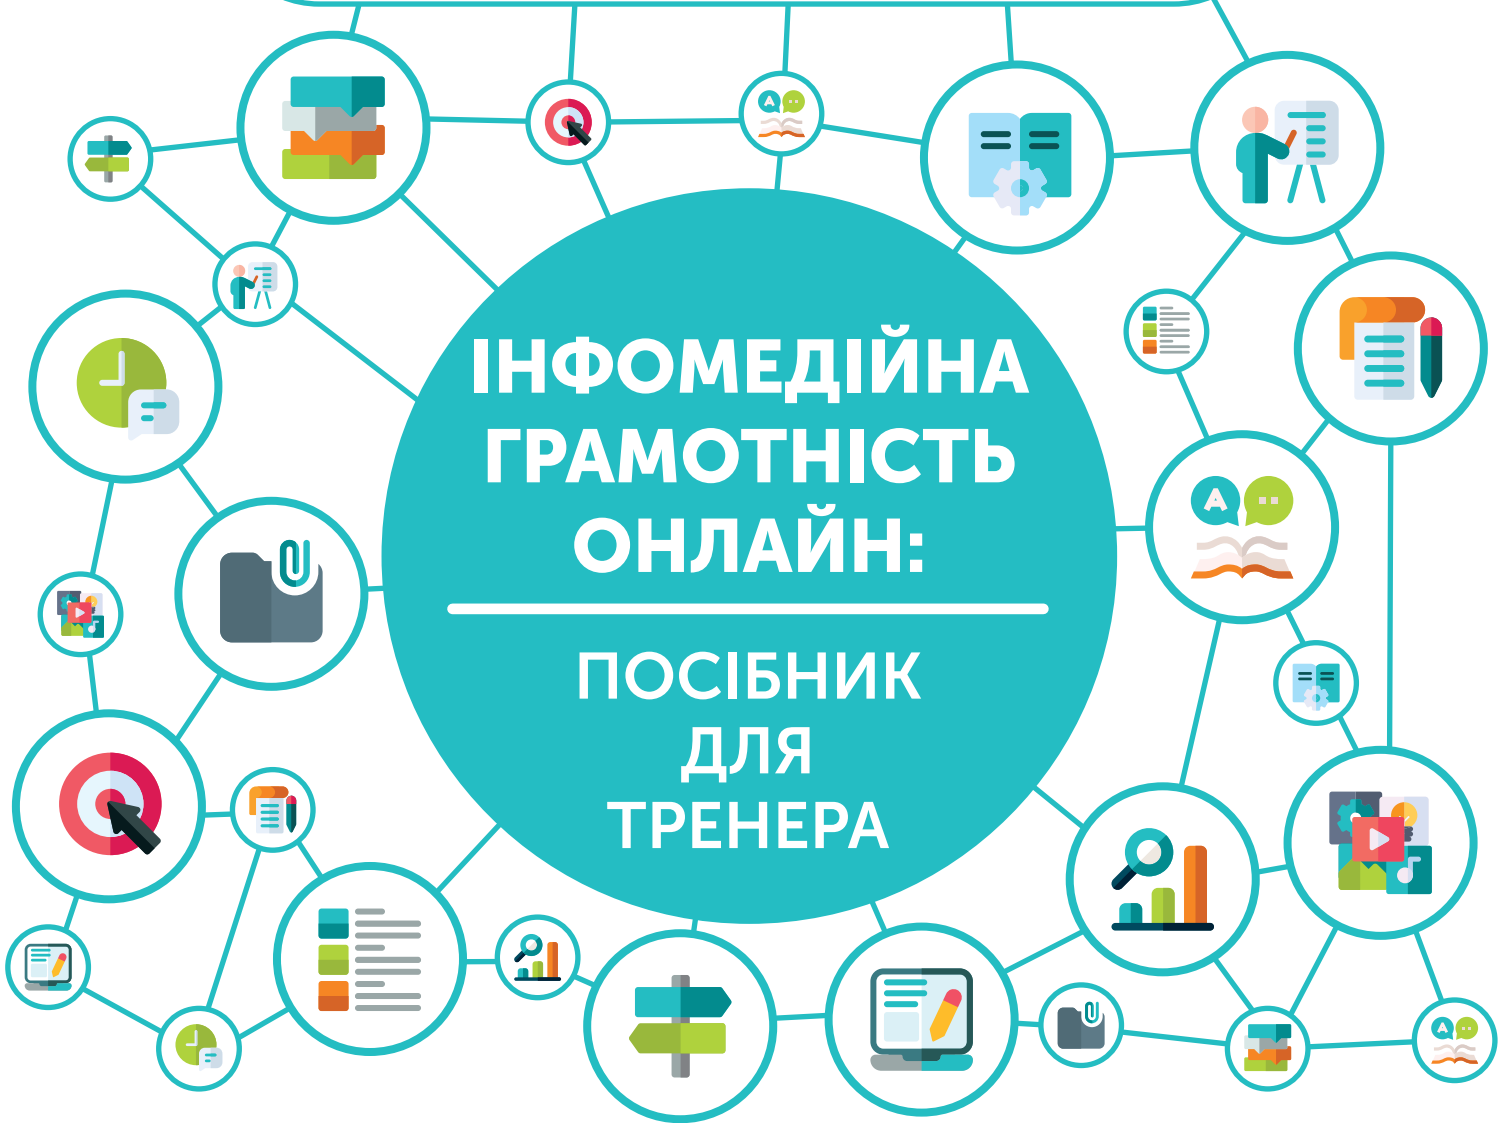 A
ІНФОМЕДІЙНА
ГРАМОТНІСТЬ
ОНЛАЙН:
A
ПОСІБНИК
ДЛЯ
ТРЕНЕРА
A